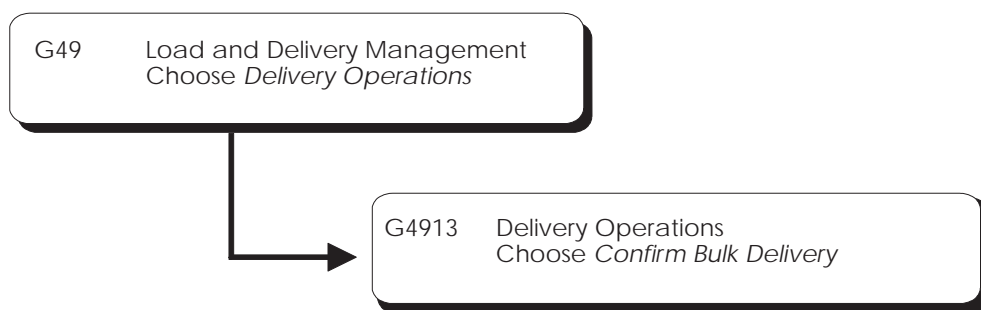 G49 Load and Delivery Management
Choose Delivery Operations
G4913 Delivery Operations
Choose Confirm Bulk Delivery